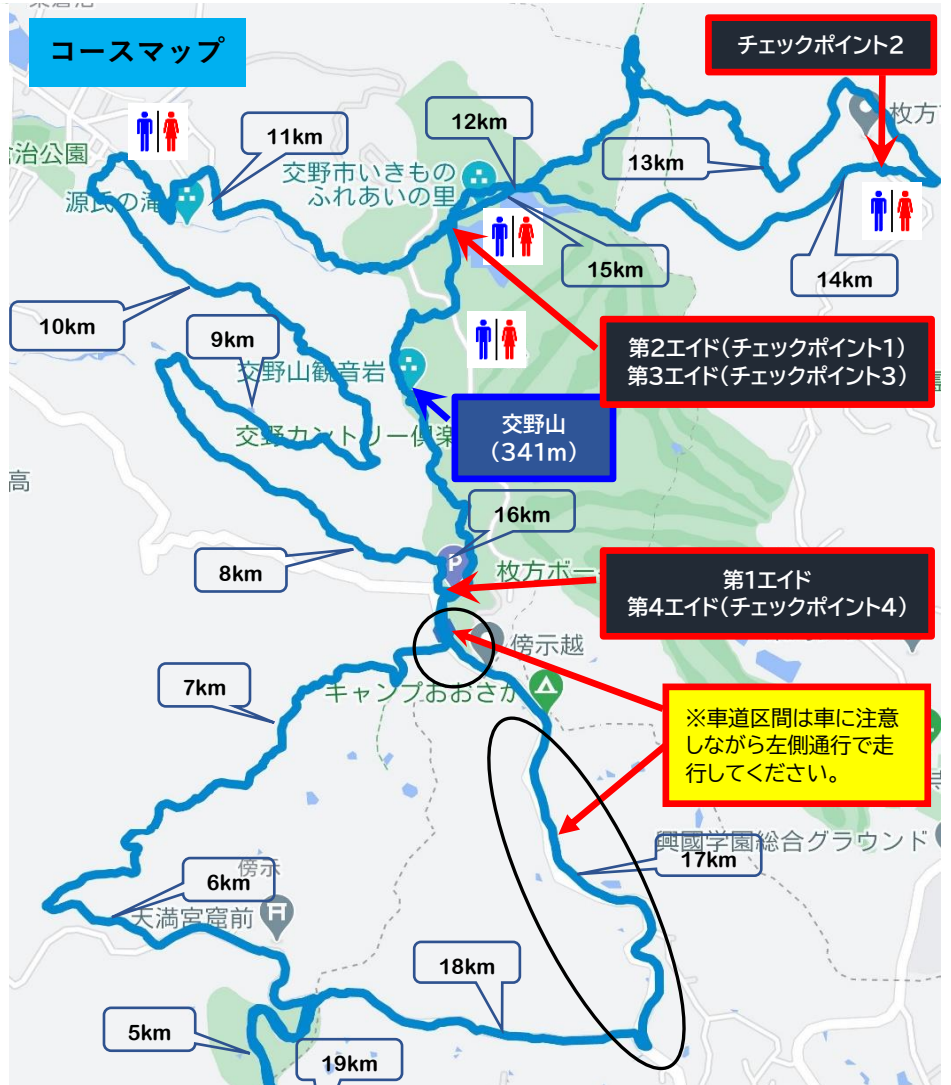 コースマップ
チェックポイント2
11km
12km
枚方
治公園
源氏の滝
交野市いきもの
ふれあいの里
13km
15km
14km
10km
9km
第2エイド(チェックポイント1)
第3エイド(チェックポイント3)
交野山観音岩
交野山
(341m)
交野カントリー倶楽
高
16km
8km
P
枚方ボー
第1エイド
第4エイド(チェックポイント4)
傍示越
キャンプおおさか
7km
※車道区間は車に注意
しながら左側通行で走
行してください。
興國学園総合グラウンド
17km
傍示
6km
天満宮窟前
18km
5km
19km